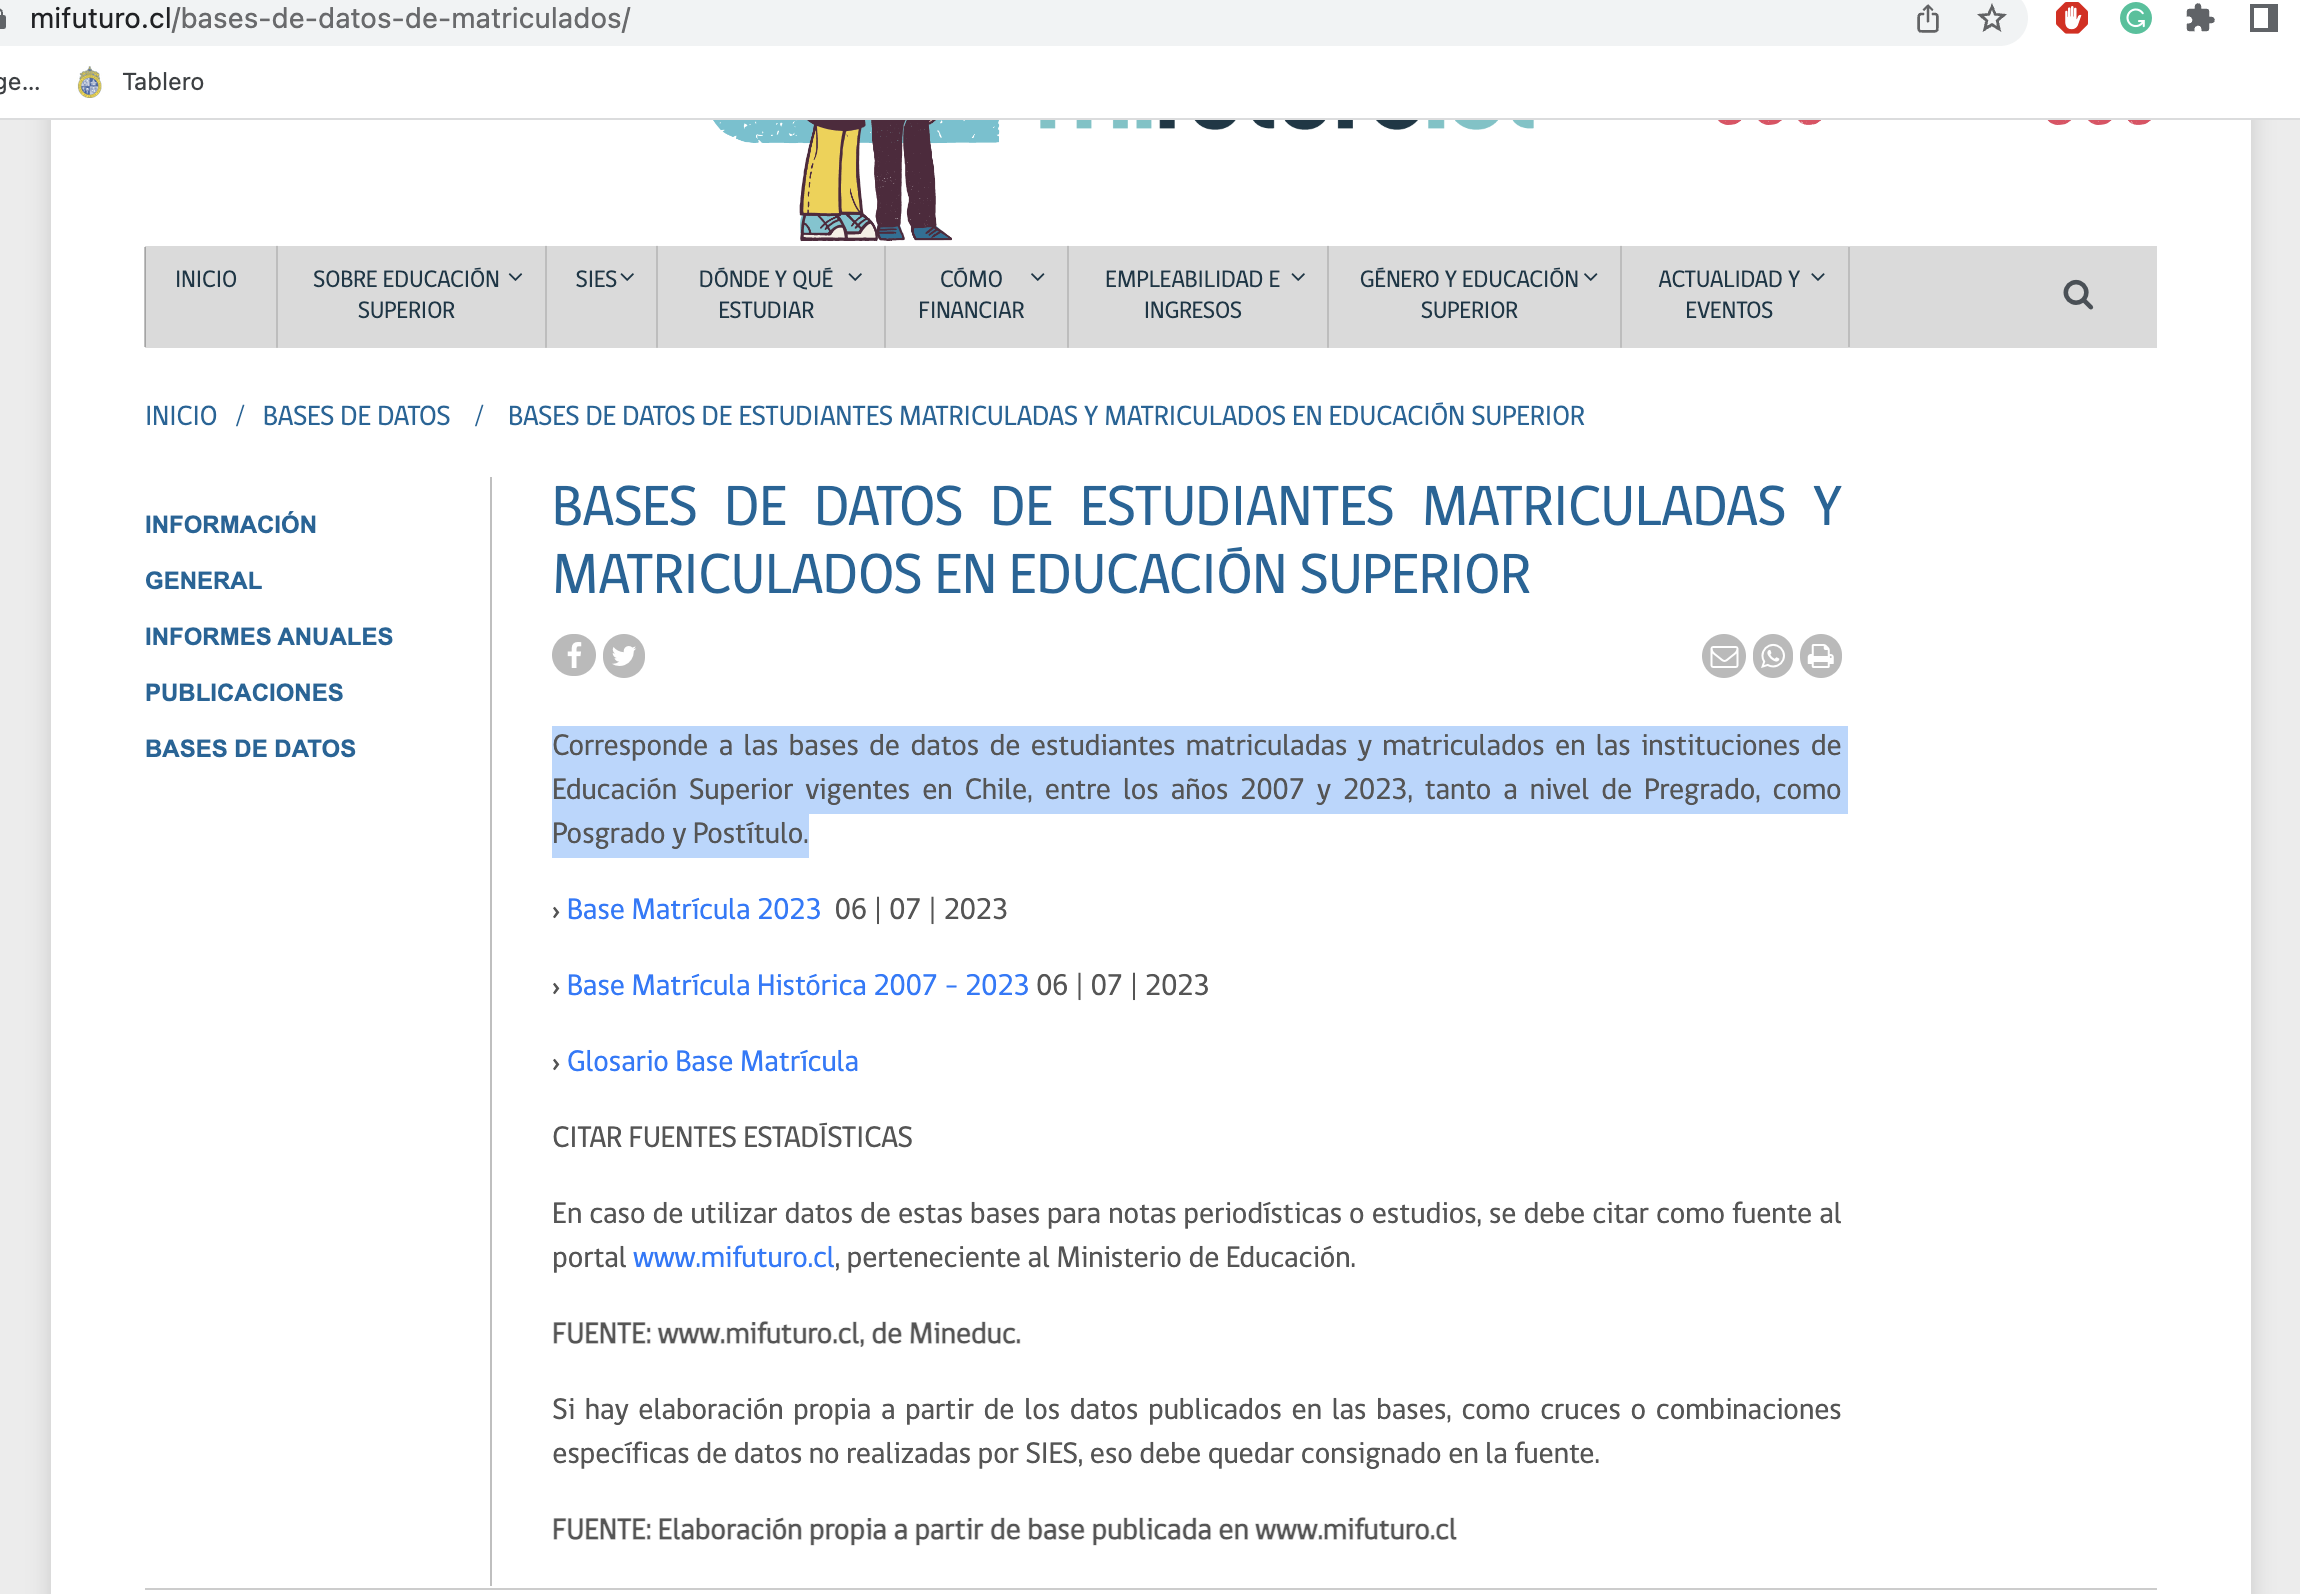 mifuturo.cl/bases-de-datos-de-matriculados/
ge... Tablero
INICIO
SOBRE EDUCACIÓN
SUPERIOR
SIES
DÓNDE Y QUÉ
ESTUDIAR
CÓMO
FINANCIAR
EMPLEABILIDAD E
INGRESOS
GÉNERO Y EDUCACIÓN
SUPERIOR
ACTUALIDAD Y
EVENTOS
INICIO / BASES DE DATOS / BASES DE DATOS DE ESTUDIANTES MATRICULADAS Y MATRICULADOS EN EDUCACIÓN SUPERIOR
INFORMACIÓN
GENERAL
INFORMES ANUALES
PUBLICACIONES
BASES DE DATOS
BASES DE DATOS DE ESTUDIANTES MATRICULADAS Y
MATRICULADOS EN EDUCACIÓN SUPERIOR
Corresponde a las bases de datos de estudiantes matriculadas y matriculados en las instituciones de
Educación Superior vigentes en Chile, entre los años 2007 y 2023, tanto a nivel de Pregrado, como
Posgrado y Postítulo.
› Base Matrícula 2023 06 | 07 | 2023
› Base Matrícula Histórica 2007 – 2023 06 | 07 | 2023
› Glosario Base Matrícula
CITAR FUENTES ESTADÍSTICAS
En caso de utilizar datos de estas bases para notas periodísticas o estudios, se debe citar como fuente al
portal www.mifuturo.cl, perteneciente al Ministerio de Educación.
FUENTE: www.mifuturo.cl, de Mineduc.
Si hay elaboración propia a partir de los datos publicados en las bases, como cruces o combinaciones
específicas de datos no realizadas por SIES, eso debe quedar consignado en la fuente.
FUENTE: Elaboración propia a partir de base publicada en www.mifuturo.cl